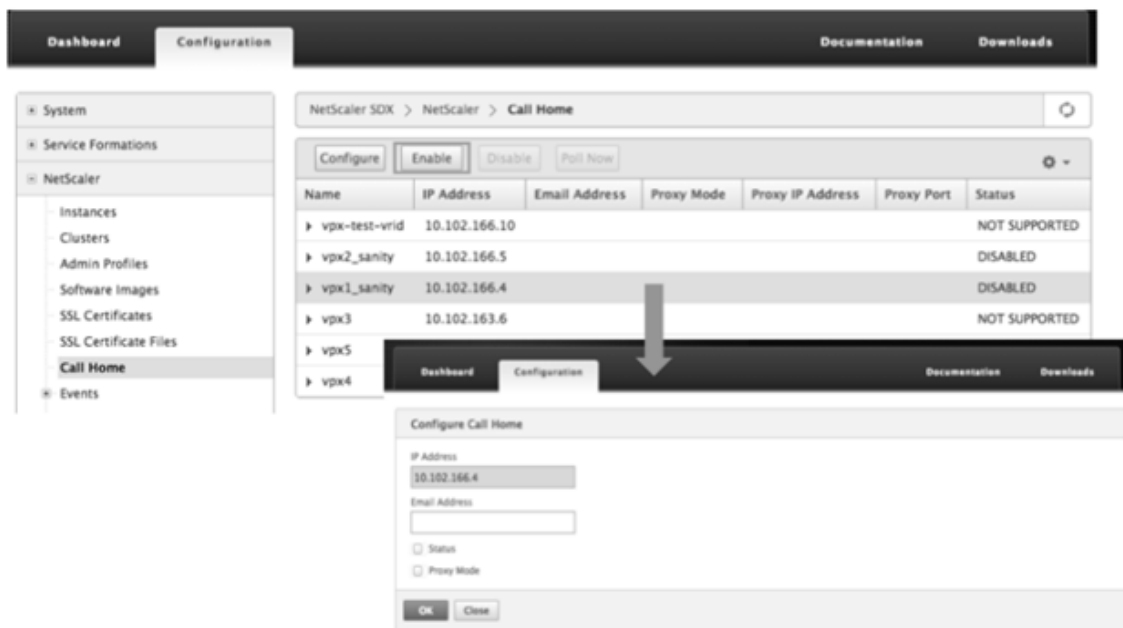 Dashboard Configuration Documentation Downloads
System
Service Formations
NetScaler
Instances
Clusters
Admin Profiles
Software Images
SSL Certificates
SSL Certificate Files
Call Home
Events
NetScaler SDX > NetScaler > Call Home
Configure Enable Disable Poll Now
Name IP Address Email Address Proxy Mode Proxy IP Address Proxy Port Status
vpx-test-vrid 10.102.166.10 NOT SUPPORTED
vpx2_sanity 10.102.166.5 DISABLED
vpx1_sanity 10.102.166.4 DISABLED
vpx3 10.102.163.6 NOT SUPPORTED
vpx5
vpx4
Dashboard Configuration Documentation Downloads
Configure Call Home
IP Address
10.102.166.4
Email Address
Status
Proxy Mode
OK Close